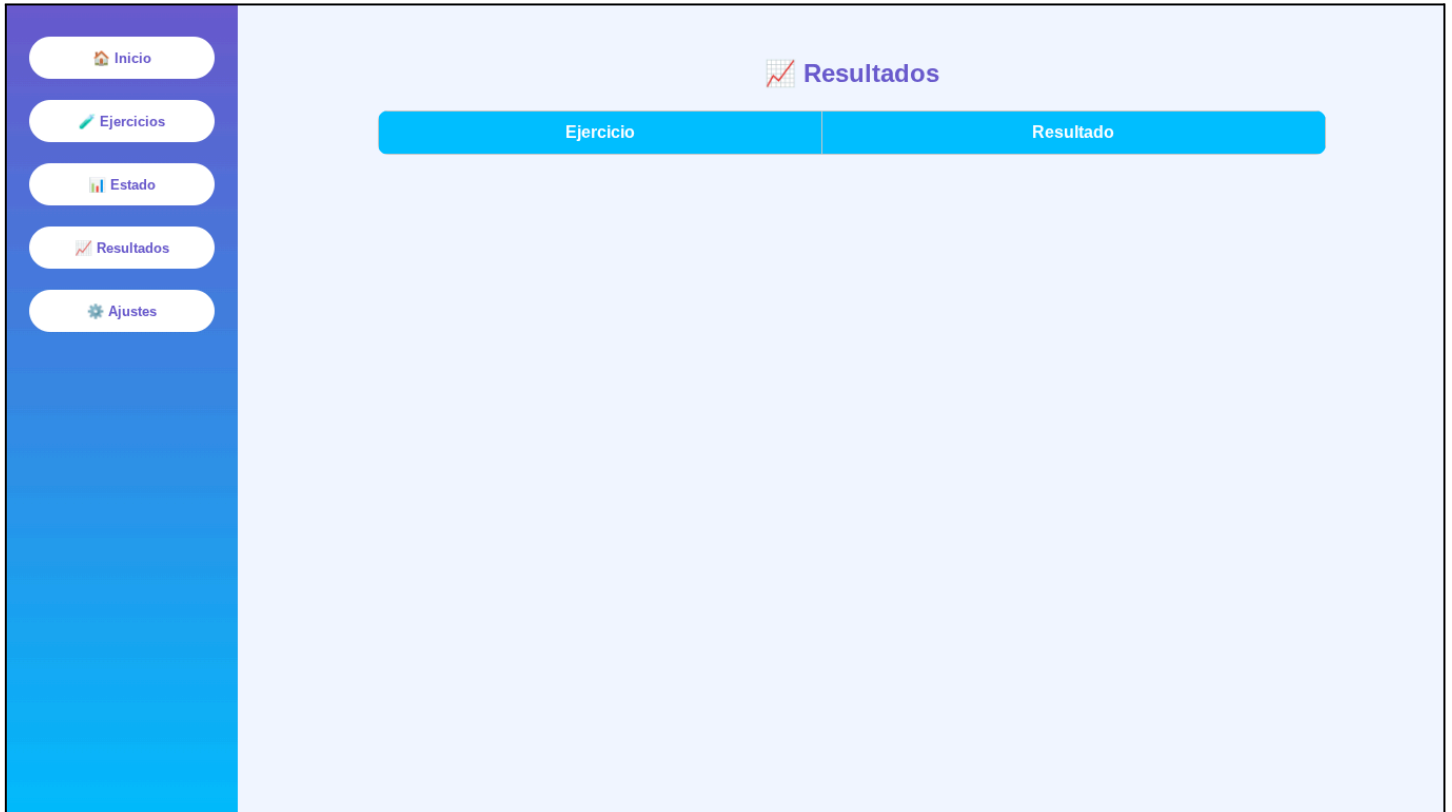 🏠 Inicio
🧪 Ejercicios
📊 Estado
📈 Resultados
⚙️ Ajustes
📈 Resultados
Ejercicio Resultado